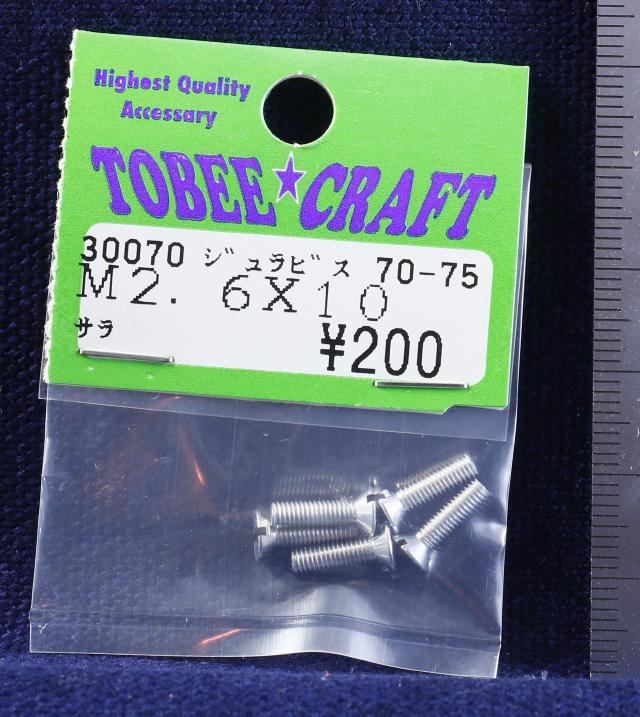 Highest Quality
Accessary
TOBEE★CRAFT
30070 ジュラビス 70-75
M2. 6X10
サラ
¥200